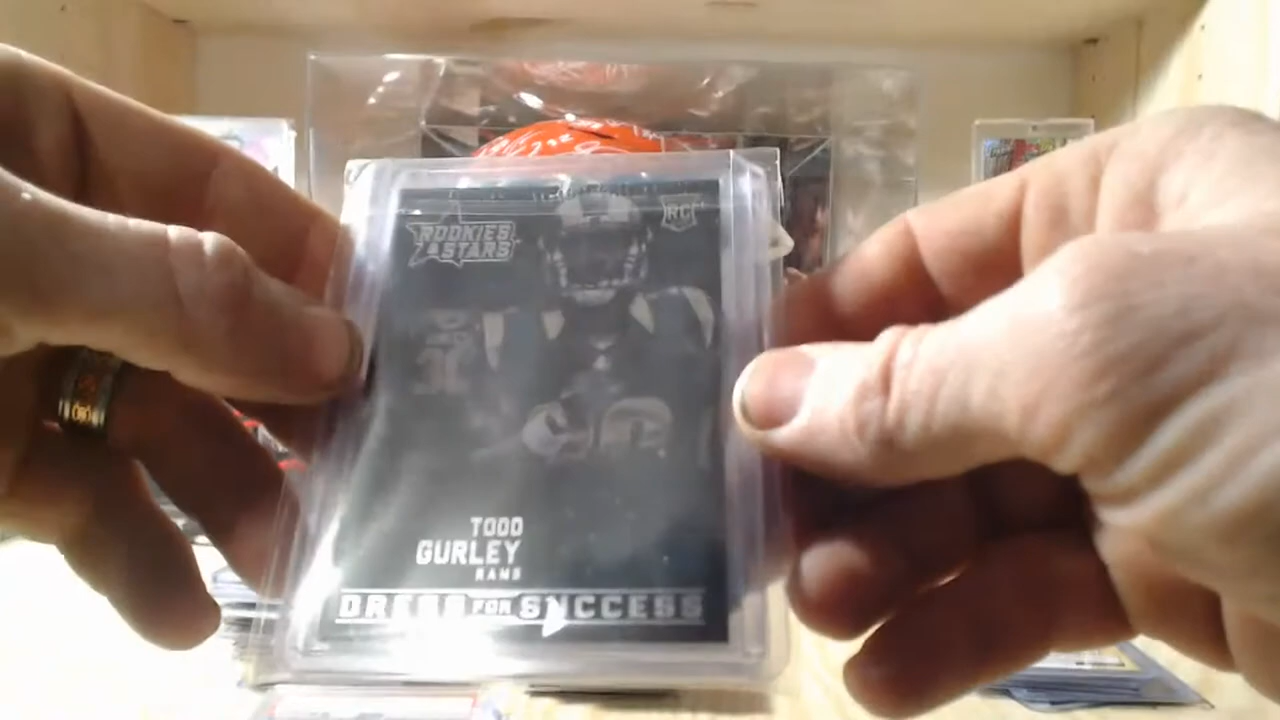 ROOKIES
& STARS
RC
TODD
GURLEY
RAMS
DRESS FOR SUCCESS